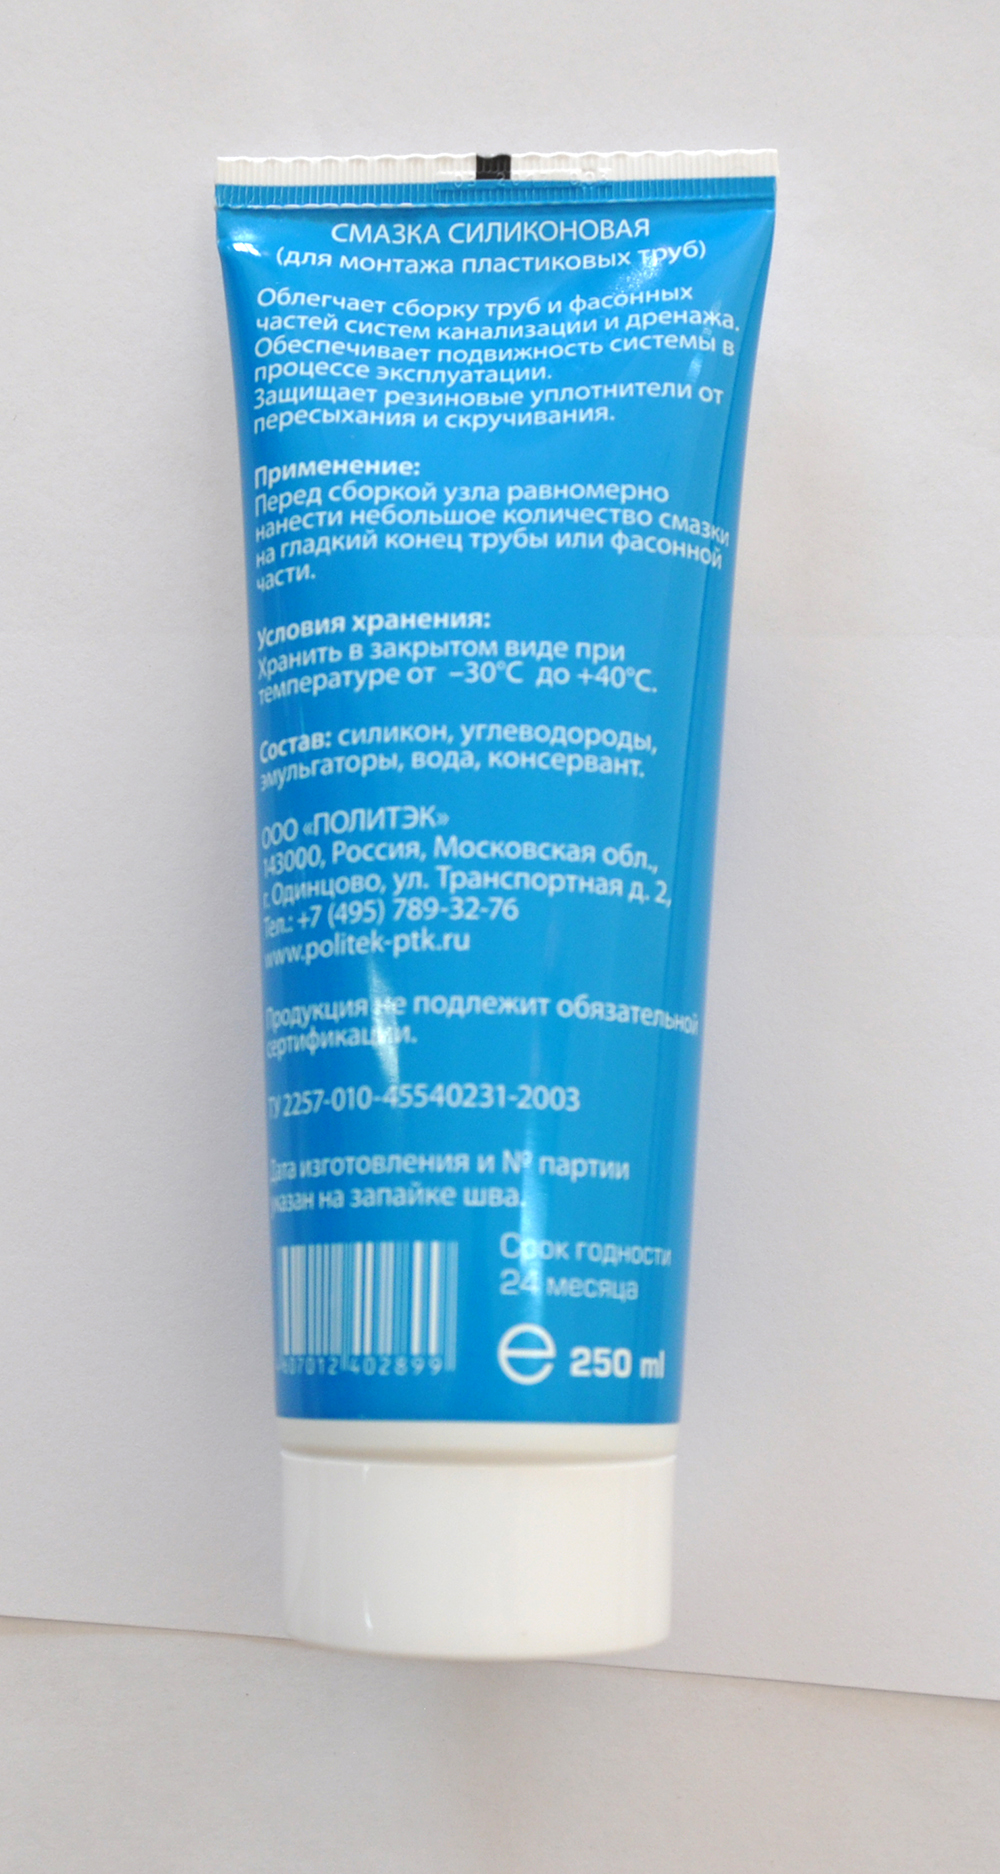 СМАЗКА СИЛИКОНОВАЯ
(для монтажа пластиковых труб)
Облегчает сборку труб и фасонных
частей систем канализации и дренажа.
Обеспечивает подвижность системы в
процессе эксплуатации.
Защищает резиновые уплотнители от
пересыхания и скручивания.
Применение:
Перед сборкой узла равномерно
нанести небольшое количество смазки
на гладкий конец трубы или фасонной
части.
Условия хранения:
Хранить в закрытом виде при
температуре от –30°C до +40°C.
Состав: силикон, углеводороды,
эмульгаторы, вода, консервант.
ООО «ПОЛИТЭК»
143000, Россия, Московская обл.,
г. Одинцово, ул. Транспортная д. 2,
Тел.: +7 (495) 789-32-76
www.politek-ptk.ru
Продукция не подлежит обязательной
сертификации.
ТУ 2257-010-45540231-2003
Дата изготовления и № партии
указан на запайке шва.
Срок годности
24 месяца
4607012 402899
e 250 ml